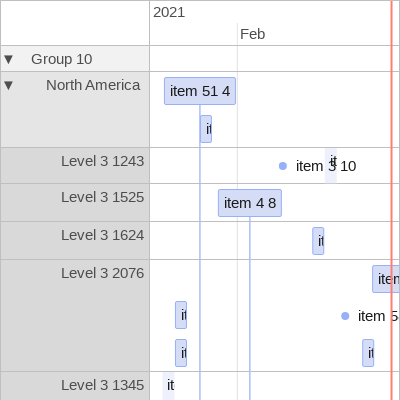 2021
Feb
▼ Group 10
▼ North America
item 51 4
it
Level 3 1243
item 3 10
it
Level 3 1525
item 4 8
Level 3 1624
it
Level 3 2076
item
it
item 5
it
it
Level 3 1345
it